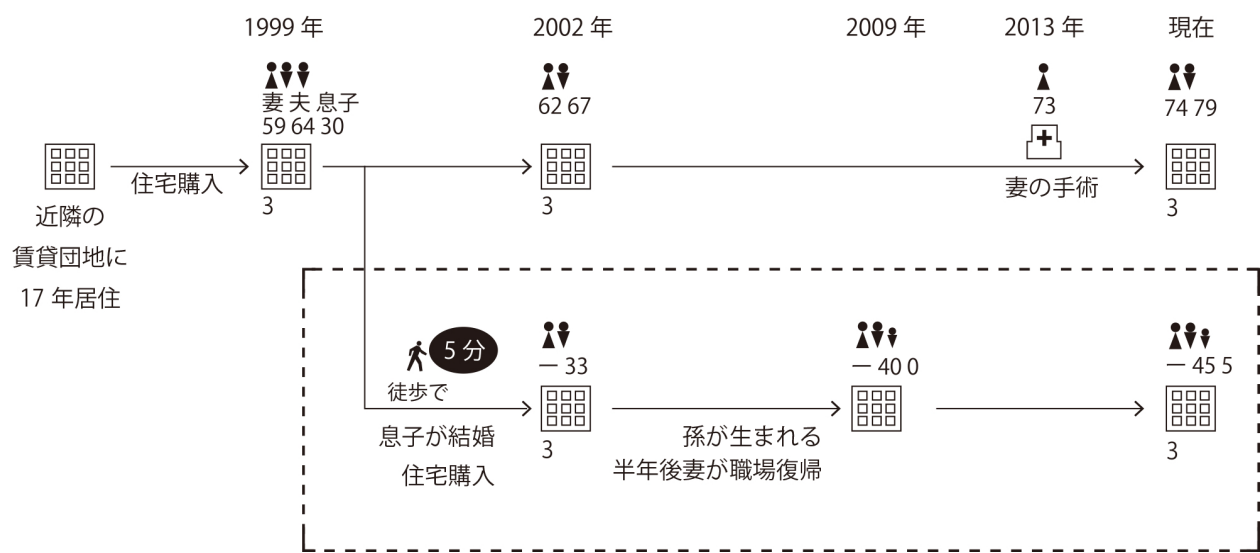 1999 年
2002 年
2009 年
2013 年
現在
妻 夫 息子
59 64 30
62 67
73
74 79
住宅購入
3
3
妻の手術
3
近隣の
賃貸団地に
17 年居住
5 分
徒歩で
ー 33
ー 40 0
ー 45 5
息子が結婚
住宅購入
3
孫が生まれる
半年後妻が職場復帰
3